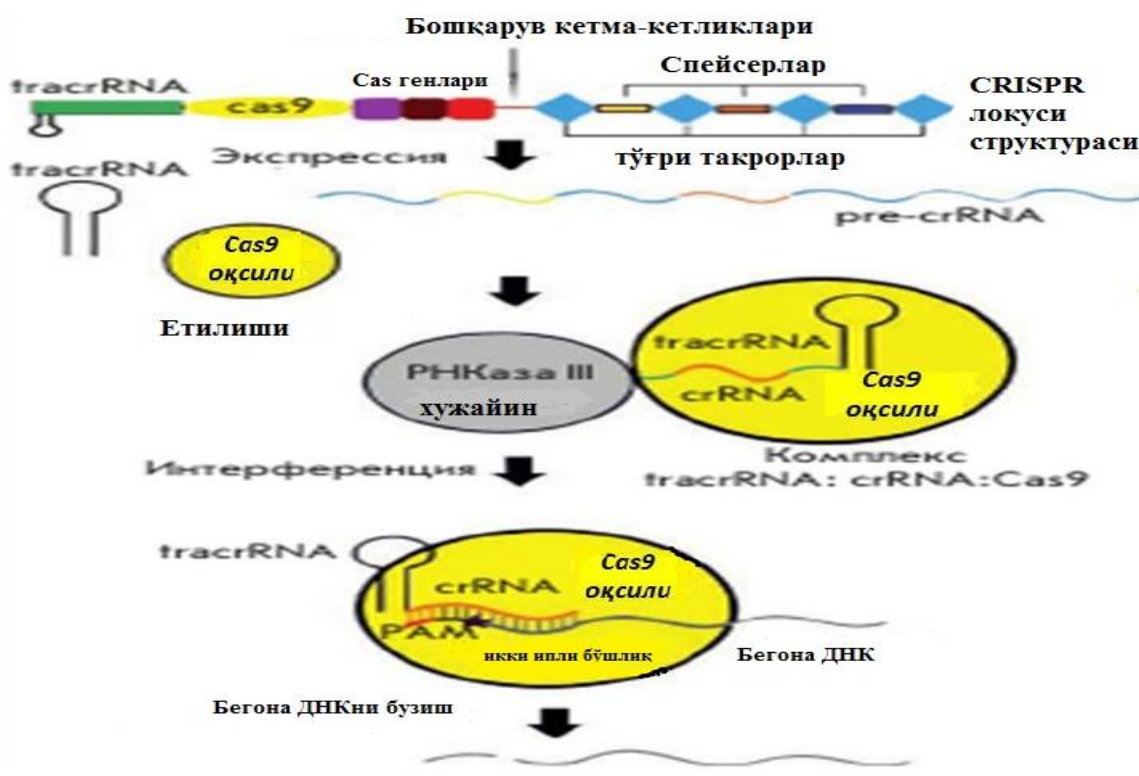 Бошқарув кетма-кетликлари
tracrRNA
Cas генлари
Спейсерлар
cas9
CRISPR
локуси
структураси
Экспрессия
тўғри такрорлар
tracrRNA
pre-crRNA
Cas9
оқсили
Етилиши
tracrRNA
РНКаза III
хужайин
crRNA
Cas9
оқсили
Комплекс
tracrRNA: crRNA:Cas9
Интерференция
tracrRNA
crRNA
Cas9
оқсили
PAM
икки ипли бўшлиқ
Бегона ДНК
Бегона ДНКни бузиш